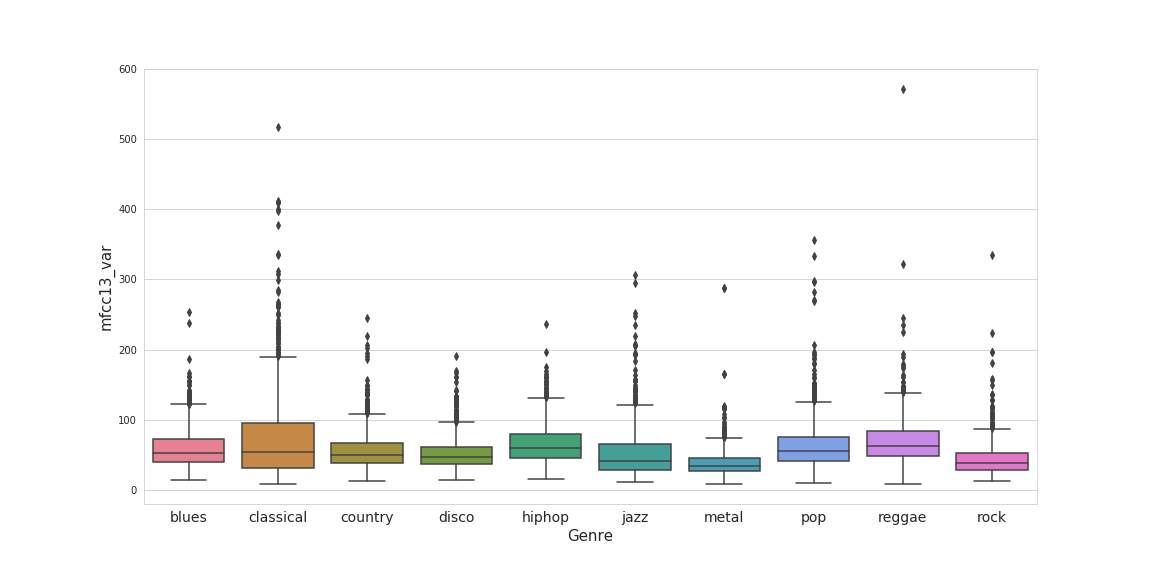 600
500
400
300
200
100
0
mfcc13_var
blues classical country disco hiphop jazz metal pop reggae rock
Genre